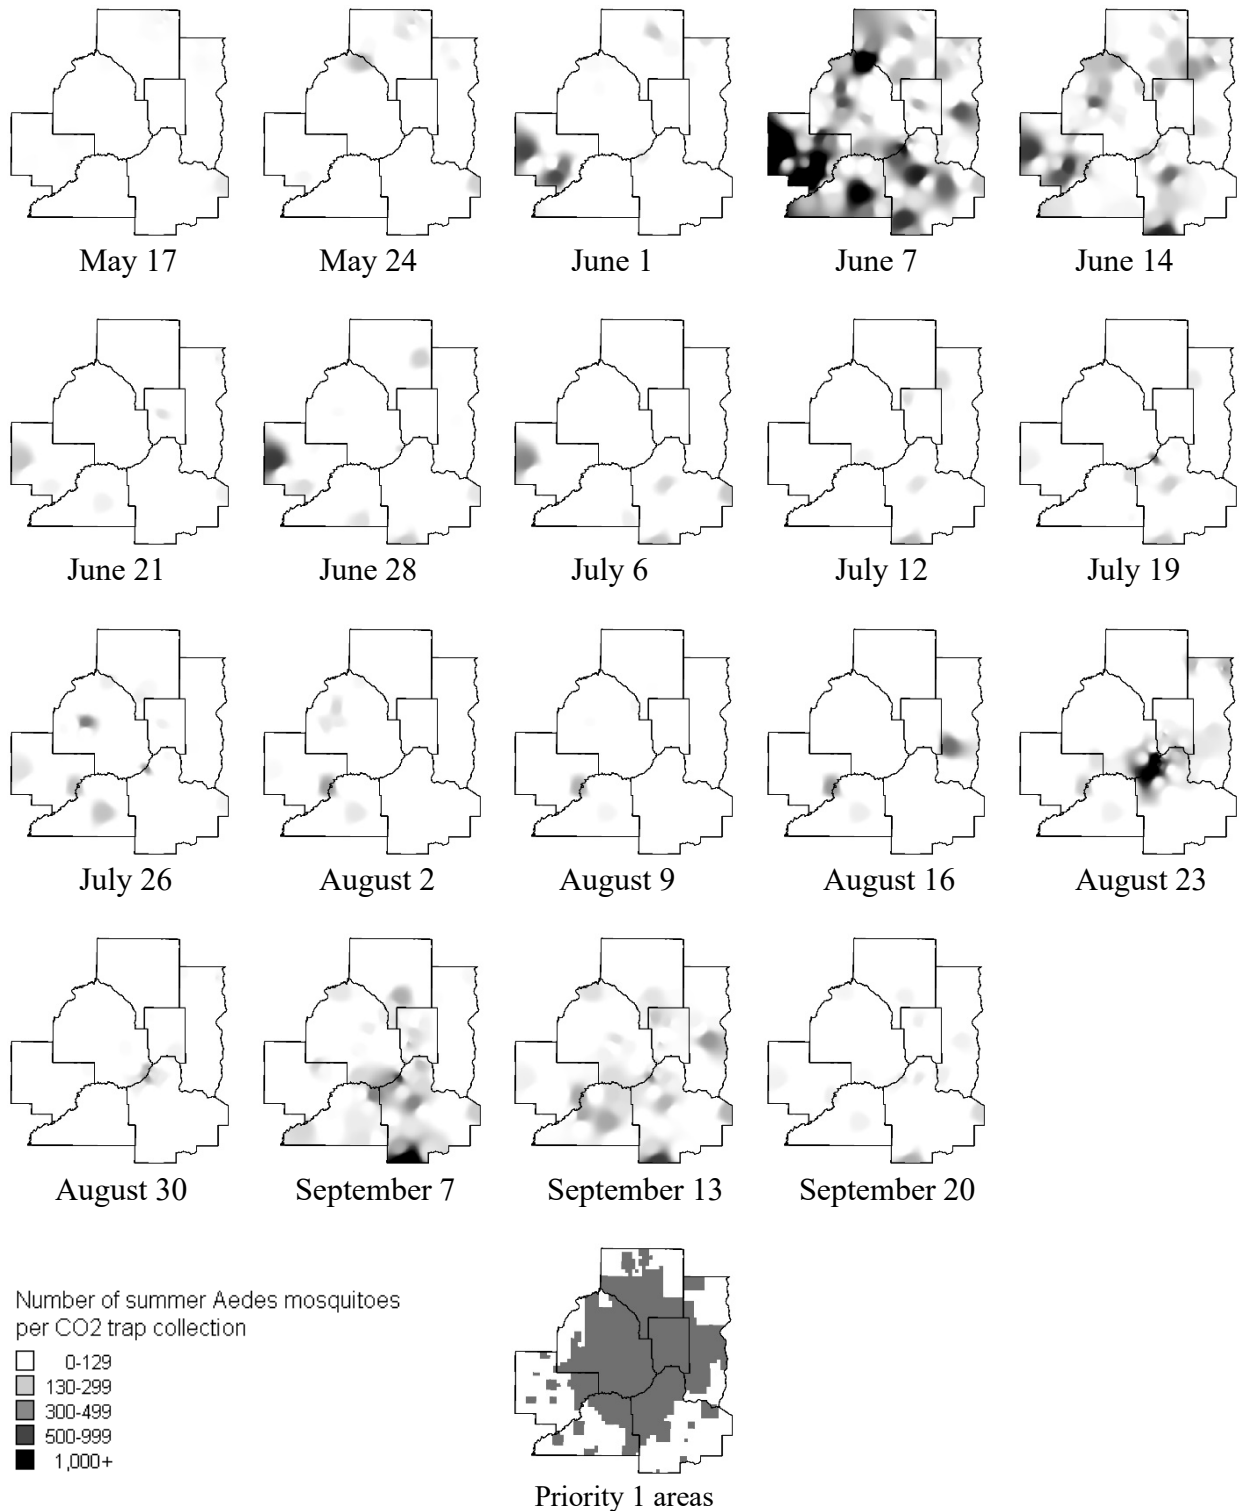 May 17
May 24
June 1
June 7
June 14
June 21
June 28
July 6
July 12
July 19
July 26
August 2
August 9
August 16
August 23
August 30
September 7
September 13
September 20
Number of summer Aedes mosquitoes
per CO2 trap collection
0-129
130-299
300-499
500-999
1,000+
Priority 1 areas